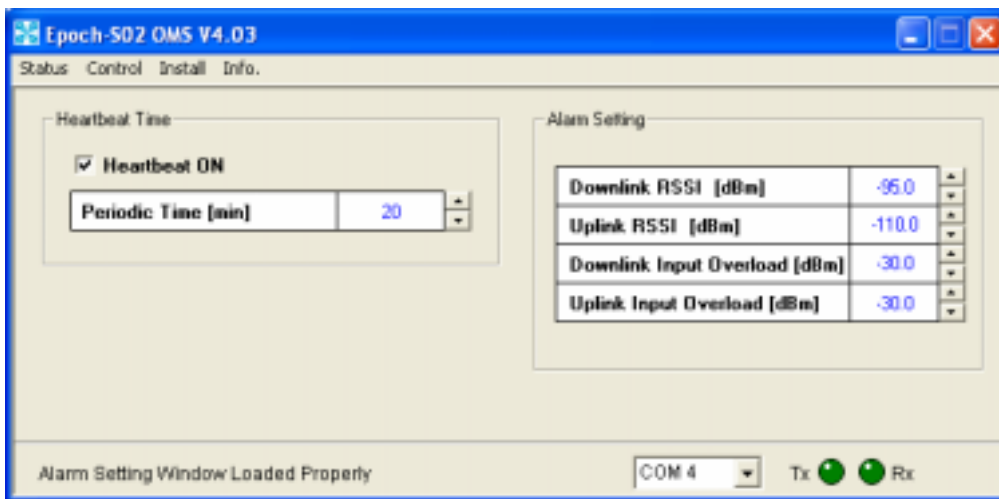 Epoch-S02 OMS V4.03
Status Control Install Info.
Heartbeat Time
Heartbeat ON
Periodic Time [min] 20
Alarm Setting
Downlink RSSI [dBm] -95.0
Uplink RSSI [dBm] -110.0
Downlink Input Overload [dBm] -30.0
Uplink Input Overload [dBm] -30.0
Alarm Setting Window Loaded Properly
COM 4
Tx Rx